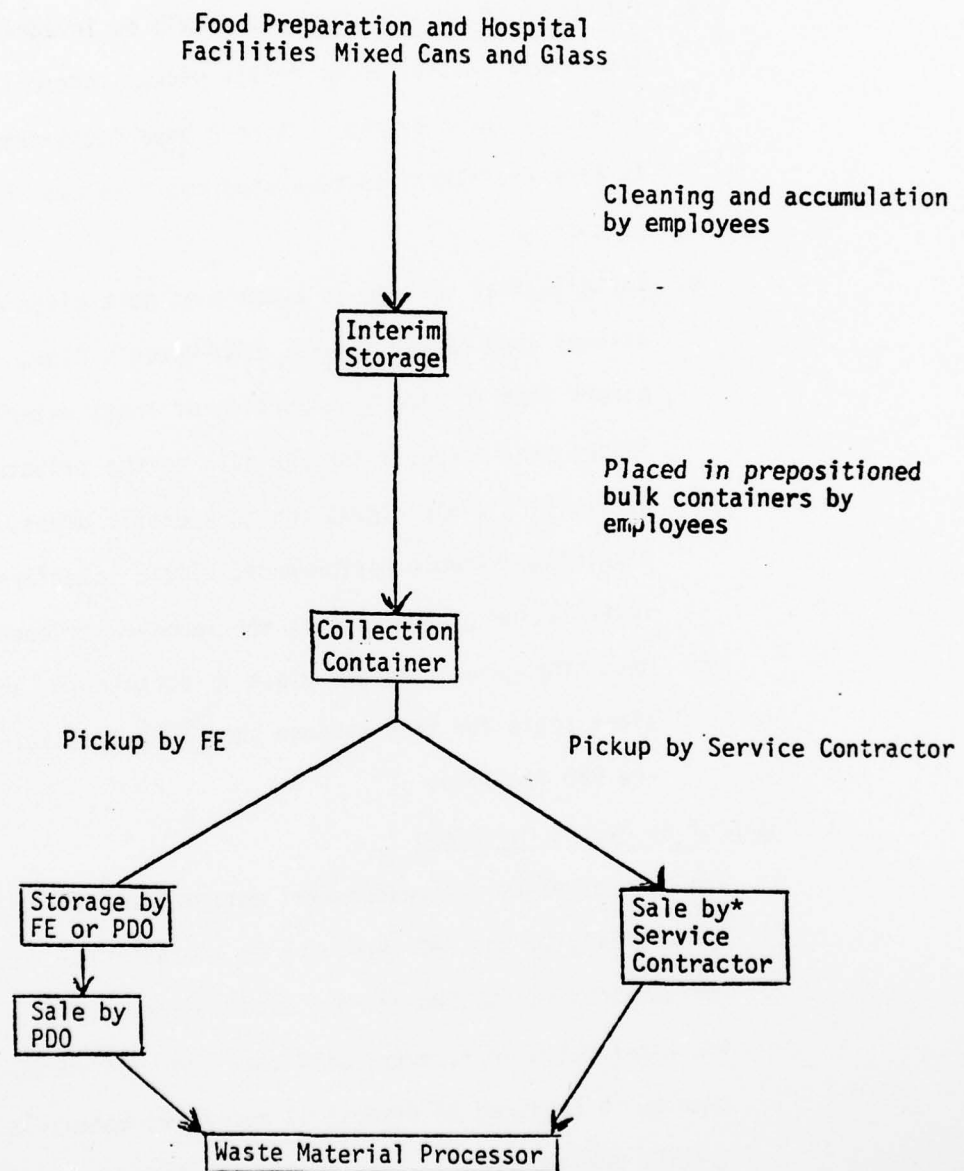 Food Preparation and Hospital
Facilities Mixed Cans and Glass
Cleaning and accumulation
by employees
Interim
Storage
Placed in prepositioned
bulk containers by
employees
Collection
Container
Pickup by FE
Pickup by Service Contractor
Storage by
FE or PDO
Sale by*
Service
Contractor
Sale by
PDO
Waste Material Processor